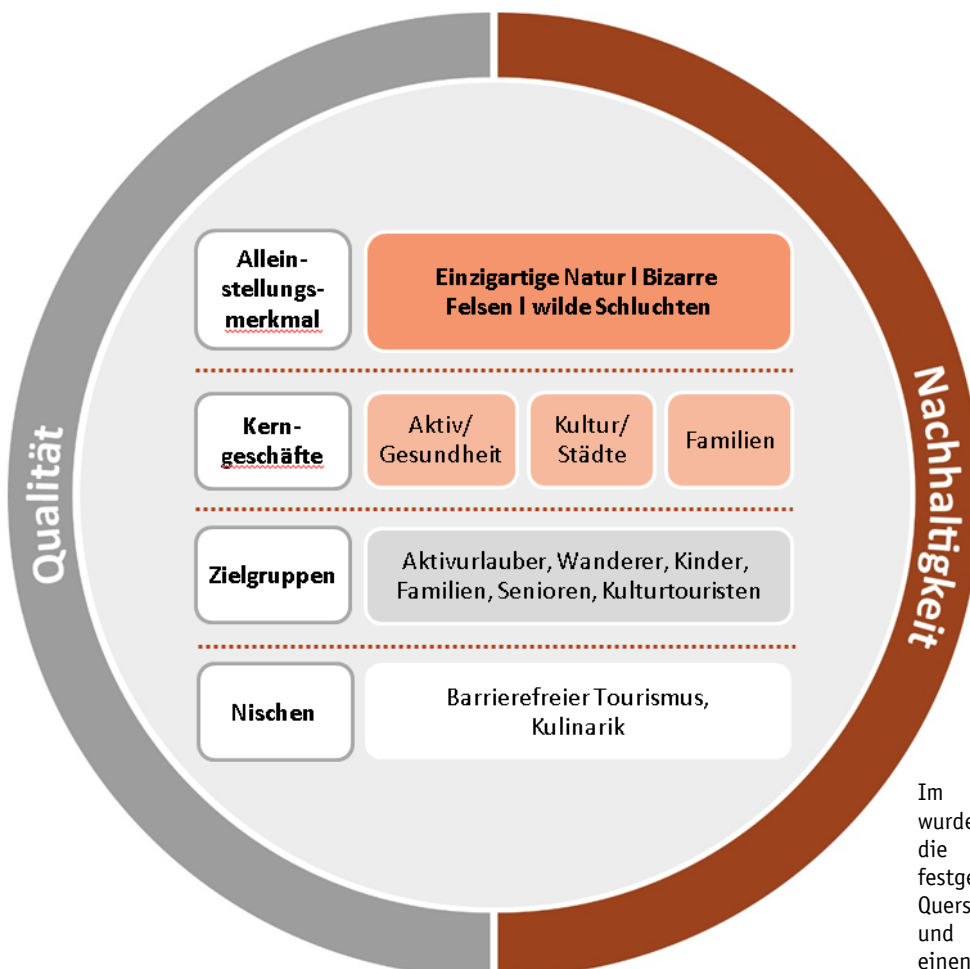 Qualität
Nachhaltigkeit
Allein-
stellungs-
merkmal
Einzigartige Natur l Bizarre
Felsen l wilde Schluchten
Kern-
geschäfte
Aktiv/
Gesundheit
Kultur/
Städte
Familien
Zielgruppen
Aktivurlauber, Wanderer, Kinder,
Familien, Senioren, Kulturtouristen
Nischen
Barrierefreier Tourismus,
Kulinarik
Im
wurde
die
festge
Quers
und
einen